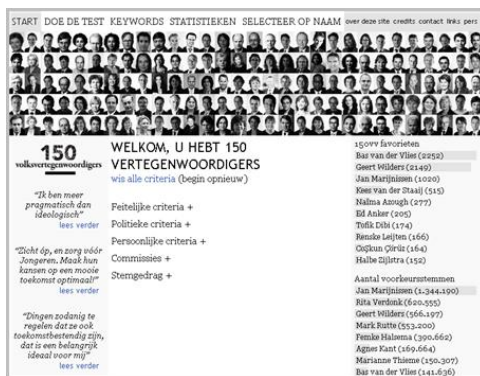 START DOE DE TEST KEYWORDS STATISTIEKEN SELECTEER OP NAAM over deze site credits contact links pers
150
volksvertegenwoordigers
“Ik ben meer
pragmatisch dan
ideologisch”
lees verder
“Zicht óp, en zorg vóór
Jongeren. Maak hun
kansen op een mooie
toekomst optimaal!”
lees verder
“Dingen zodanig te
regelen dat ze ook
toekomstbestendig zijn,
dat is een belangrijk
ideaal voor mij”
lees verder
WELKOM, U HEBT 150
VERTEGENWOORDIGERS
wis alle criteria (begin opnieuw)
Feitelijke criteria +
Politieke criteria +
Persoonlijke criteria +
Commissies +
Stemgedrag +
150vv favorieten
Bas van der Vlies (2252)
Geert Wilders (2149)
Jan Marijnissen (1020)
Kees van der Staaij (515)
Naïma Azough (277)
Ed Anker (205)
Tofik Dibi (174)
Renske Leijten (166)
Coşkun Çörüz (164)
Halbe Zijlstra (152)
Aantal voorkeursstemmen
Jan Marijnissen (1.344.190)
Rita Verdonk (620.555)
Geert Wilders (566.197)
Mark Rutte (553.200)
Femke Halsema (390.662)
Agnes Kant (169.664)
Marianne Thieme (150.307)
Bas van der Vlies (141.636)